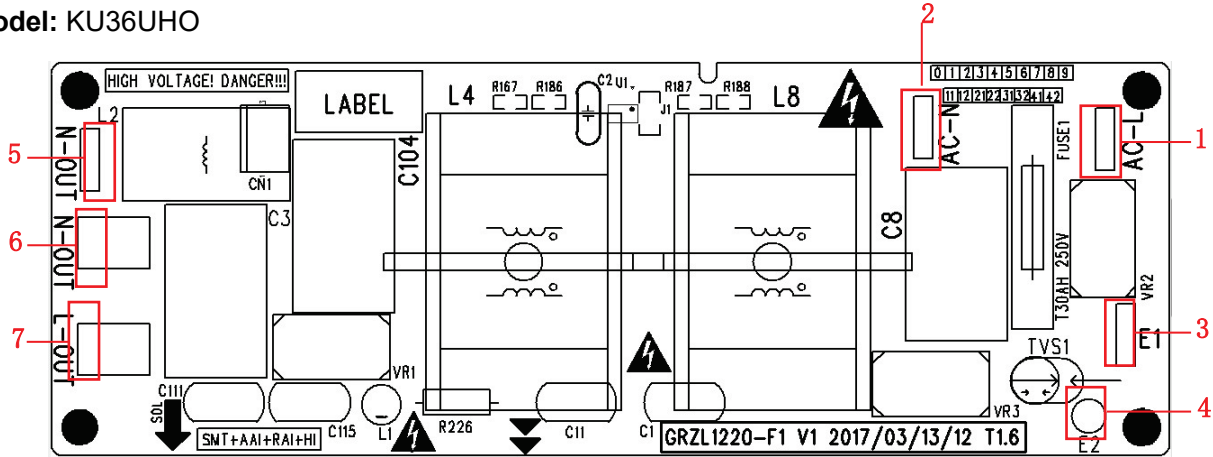 odel: KU36UHO
2
HIGH VOLTAGE! DANGER!!!
LABEL
L4
R167
R186
C2
U1
J1
R187
R188
L8
0 1 2 3 4 5 6 7 8 9
11 12 21 22 31 32 41 42
L2
N-OUT
5
CN1
C104
AC-N
FUSE1
AC-L
1
C3
6
N-OUT
C8
T30AH 250V
VR2
7
L-OUT
3
E1
TVS1
VR1
C111
SOL
C115
L1
R226
C11
C1
VR3
4
E2
SMT+AAI+RAI+HI
GRZL1220-F1 V1 2017/03/13/12 T1.6